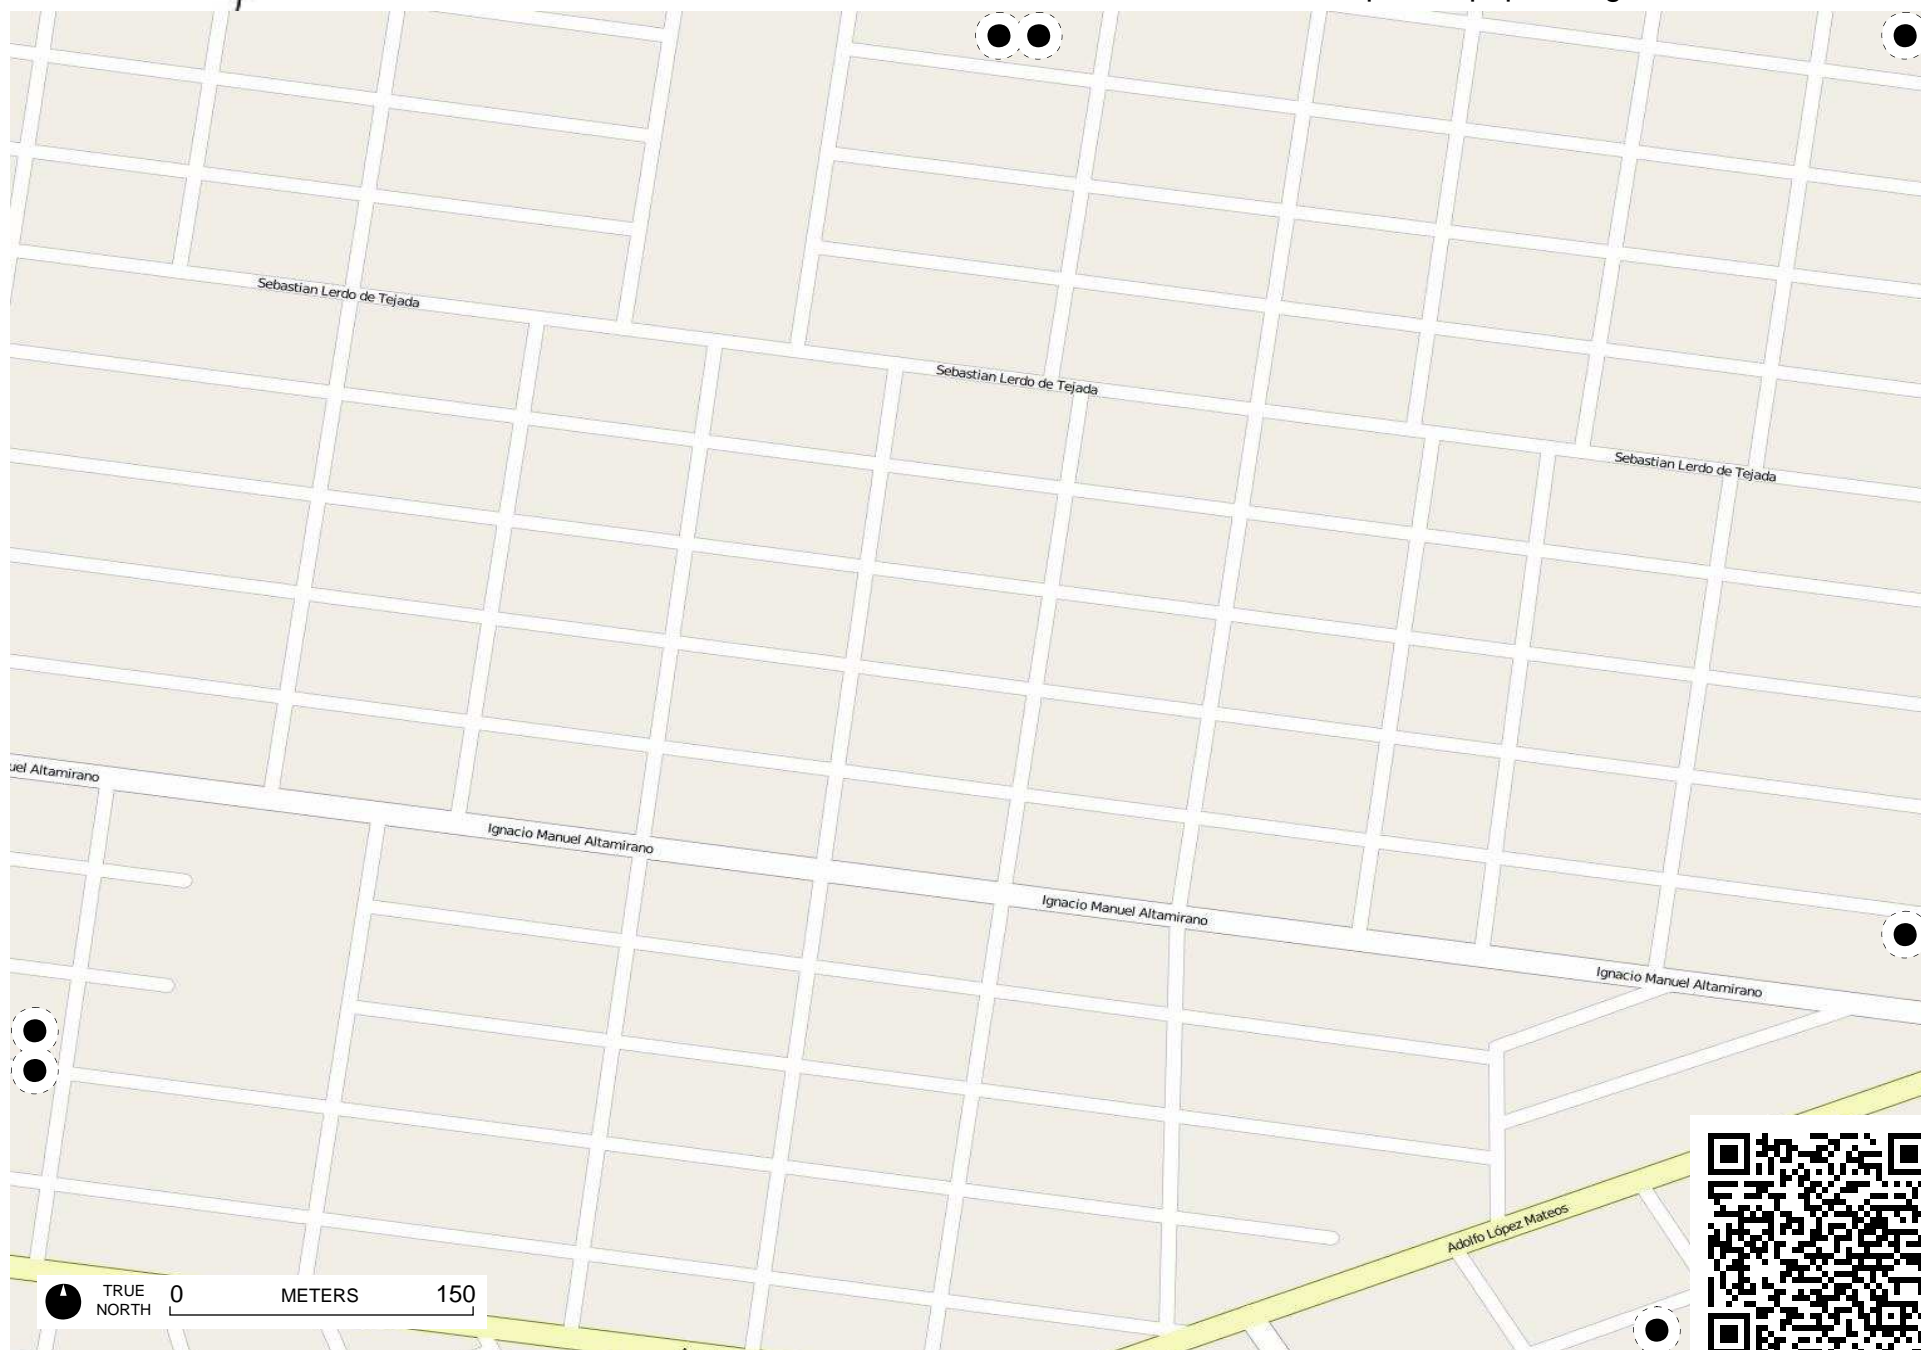 Sebastian Lerdo de Tejada
Sebastian Lerdo de Tejada
Sebastian Lerdo de Tejada
uel Altamirano
Ignacio Manuel Altamirano
Ignacio Manuel Altamirano
Ignacio Manuel Altamirano
Adolfo López Mateos
TRUE
NORTH
0 METERS 150